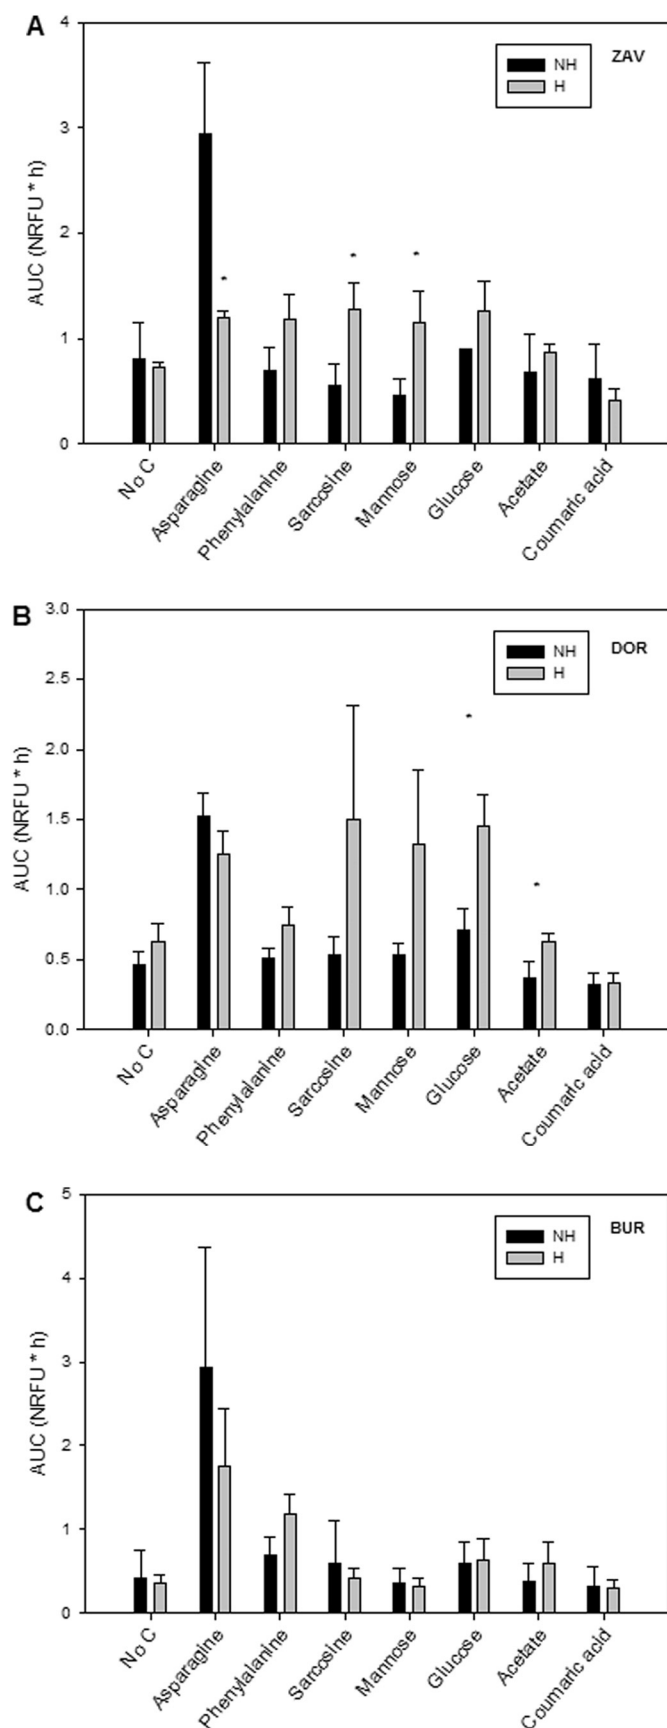 A
ZAV
NH
H
AUC (NRFU * h)
4
3
2
1
0
*
*
*
No C
Asparagine
Phenylalanine
Sarcosine
Mannose
Glucose
Acetate
Coumaric acid
B
DOR
NH
H
AUC (NRFU * h)
3.0
2.5
2.0
1.5
1.0
0.5
0.0
*
*
No C
Asparagine
Phenylalanine
Sarcosine
Mannose
Glucose
Acetate
Coumaric acid
C
BUR
NH
H
AUC (NRFU * h)
5
4
3
2
1
0
No C
Asparagine
Phenylalanine
Sarcosine
Mannose
Glucose
Acetate
Coumaric acid